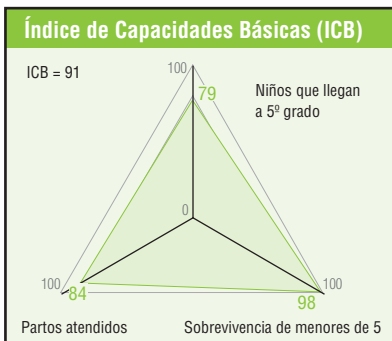 Índice de Capacidades Básicas (ICB)
ICB = 91
100
79
Niños que llegan
a 5º grado
0
100
84
100
98
Partos atendidos
Sobrevivencia de menores de 5